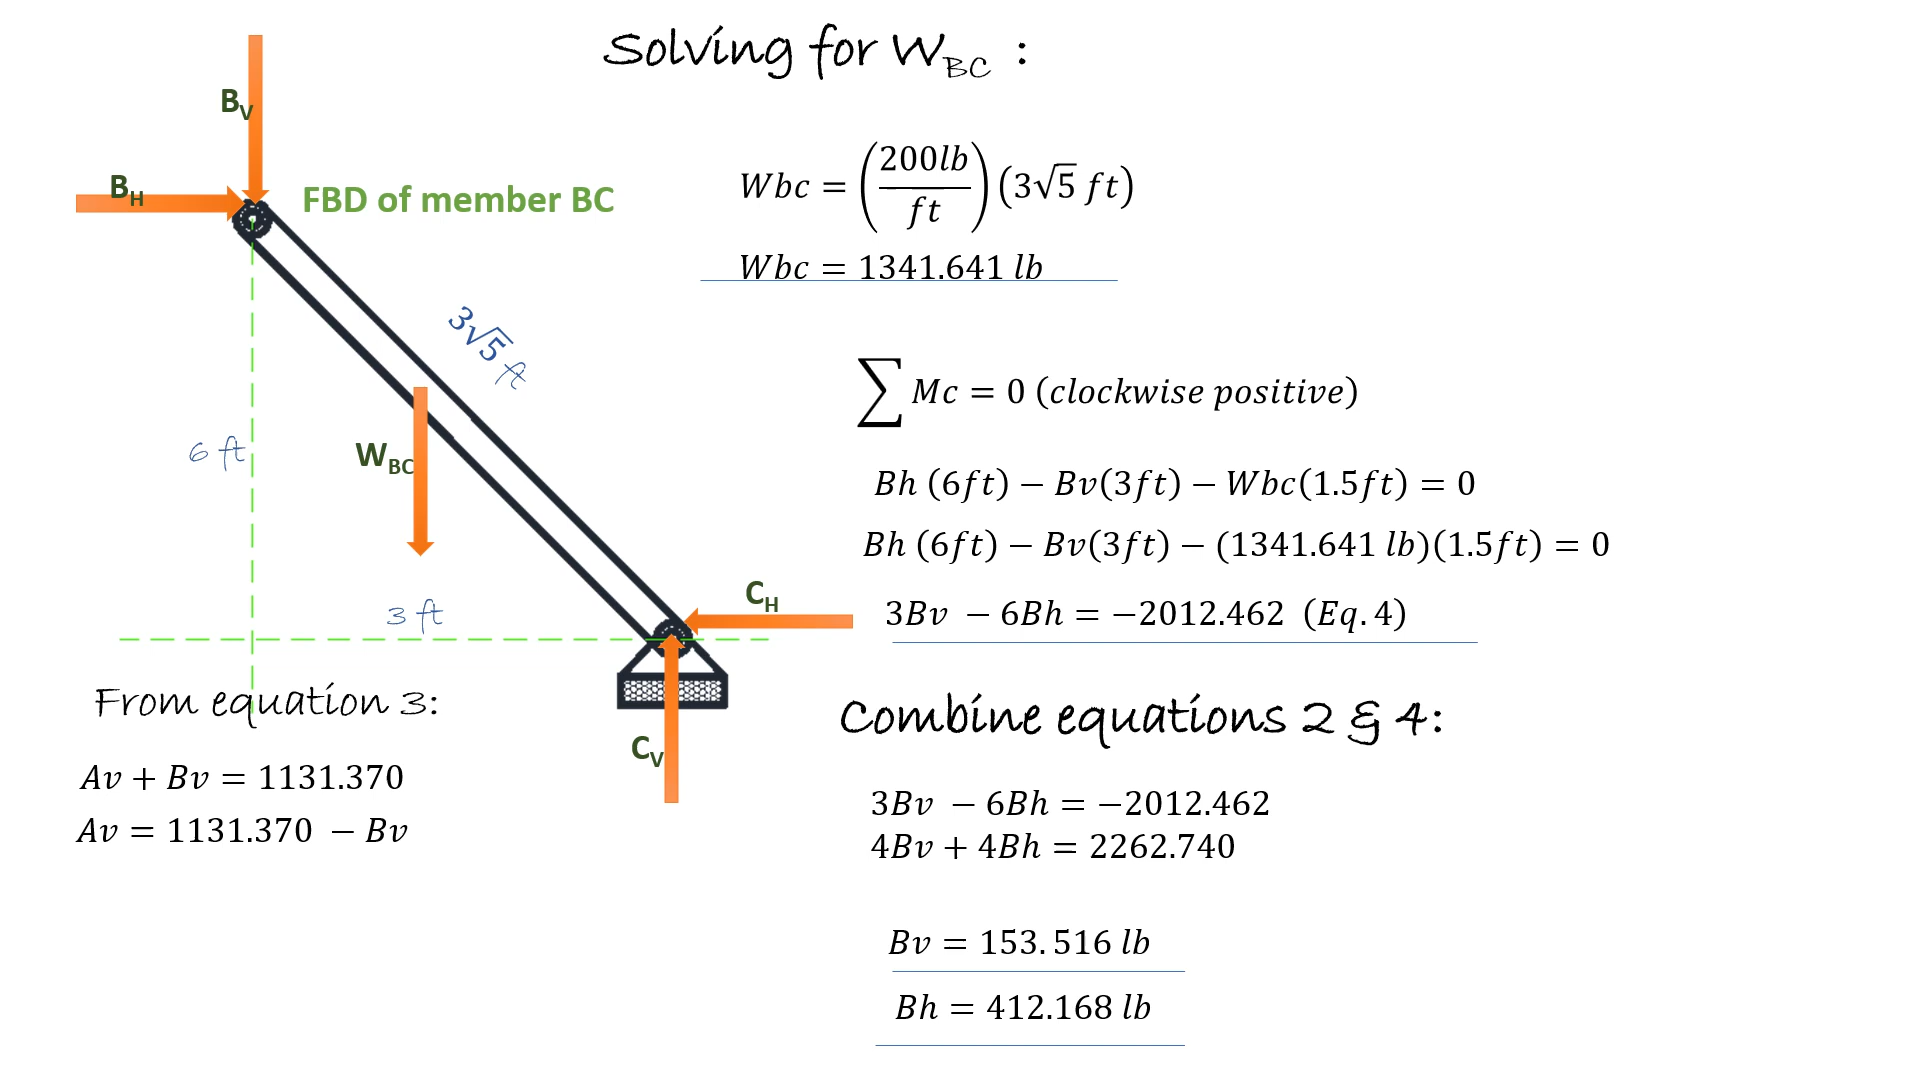 Solving for W_BC :
B_V
B_H
FBD of member BC
Wbc = (200lb/ft)(3√5 ft)
Wbc = 1341.641 lb
3√5 ft
∑ Mc = 0 (clockwise positive)
6 ft
W_BC
Bh (6ft) − Bv(3ft) − Wbc(1.5ft) = 0
Bh (6ft) − Bv(3ft) − (1341.641 lb)(1.5ft) = 0
3 ft
C_H
3Bv − 6Bh = −2012.462 (Eq. 4)
From equation 3:
C_V
Av + Bv = 1131.370
Av = 1131.370 − Bv
Combine equations 2 & 4:
3Bv − 6Bh = −2012.462
4Bv + 4Bh = 2262.740
Bv = 153. 516 lb
Bh = 412.168 lb